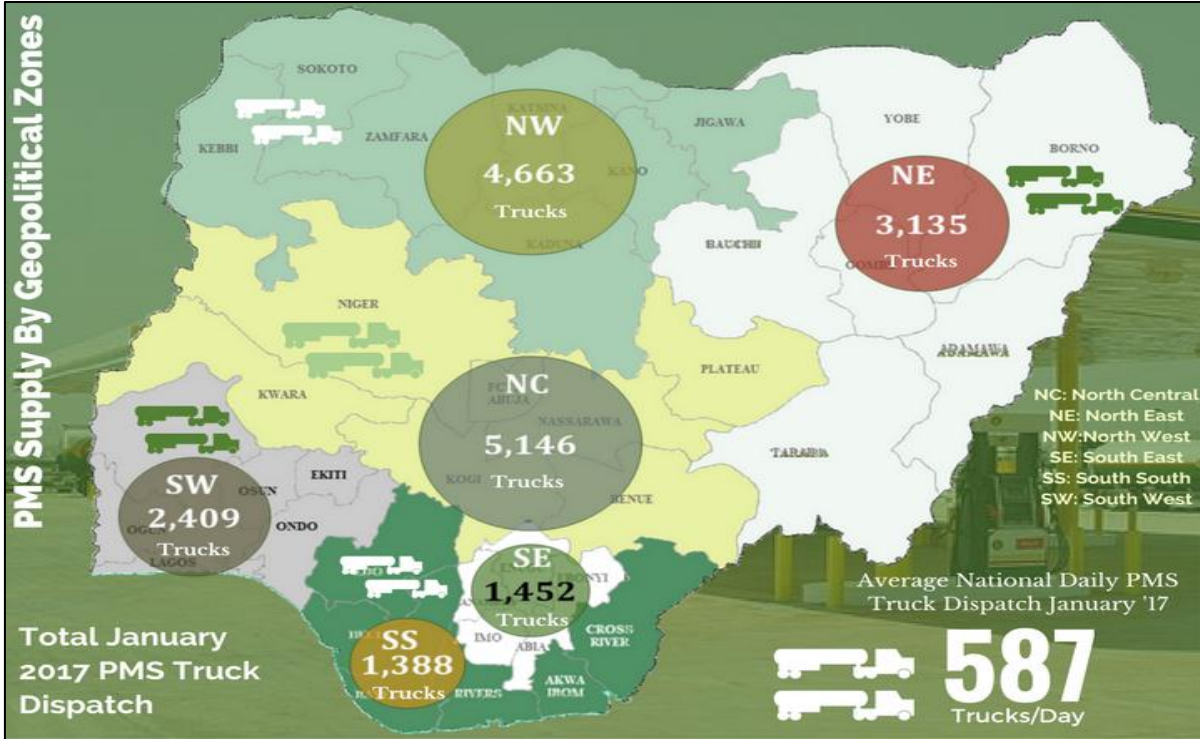 PMS Supply By Geopolitical Zones
SOKOTO
KATSINA
ZAMFARA
KEBBI
JIGAWA
KANO
KADUNA
NW
4,663
Trucks
YOBE
BORNO
NE
3,135
Trucks
BAUCHI
ADAMAWA
TARABA
NIGER
KWARA
PLATEAU
ABUJA
NASSARAWA
NC
5,146
Trucks
KOGI
BENUE
NC: North Central
NE: North East
NW:North West
SE: South East
SS: South South
SW: South West
EKITI
OSUN
ONDO
OGUN
LAGOS
SW
2,409
Trucks
SE
1,452
Trucks
IMO
ABIA
CROSS
RIVER
AKWA
IBOM
RIVERS
SS
1,388
Trucks
Total January
2017 PMS Truck
Dispatch
Average National Daily PMS
Truck Dispatch January '17
587
Trucks/Day